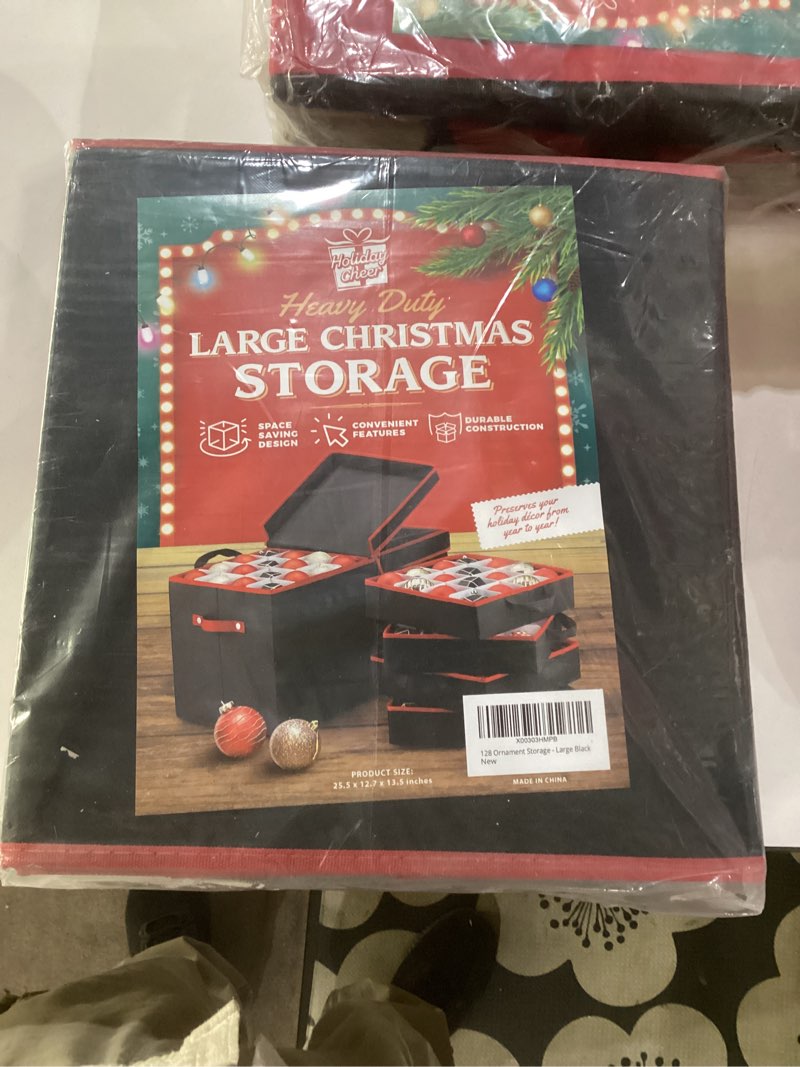 Holiday
Cheer
Heavy Duty
LARGE CHRISTMAS
STORAGE
SPACE
SAVING
DESIGN
CONVENIENT
FEATURES
DURABLE
CONSTRUCTION
Preserves your
holiday décor from
year to year!
X00303HMPB
128 Ornament Storage - Large Black
New
PRODUCT SIZE:
25.5 x 12.7 x 13.5 inches
MADE IN CHINA